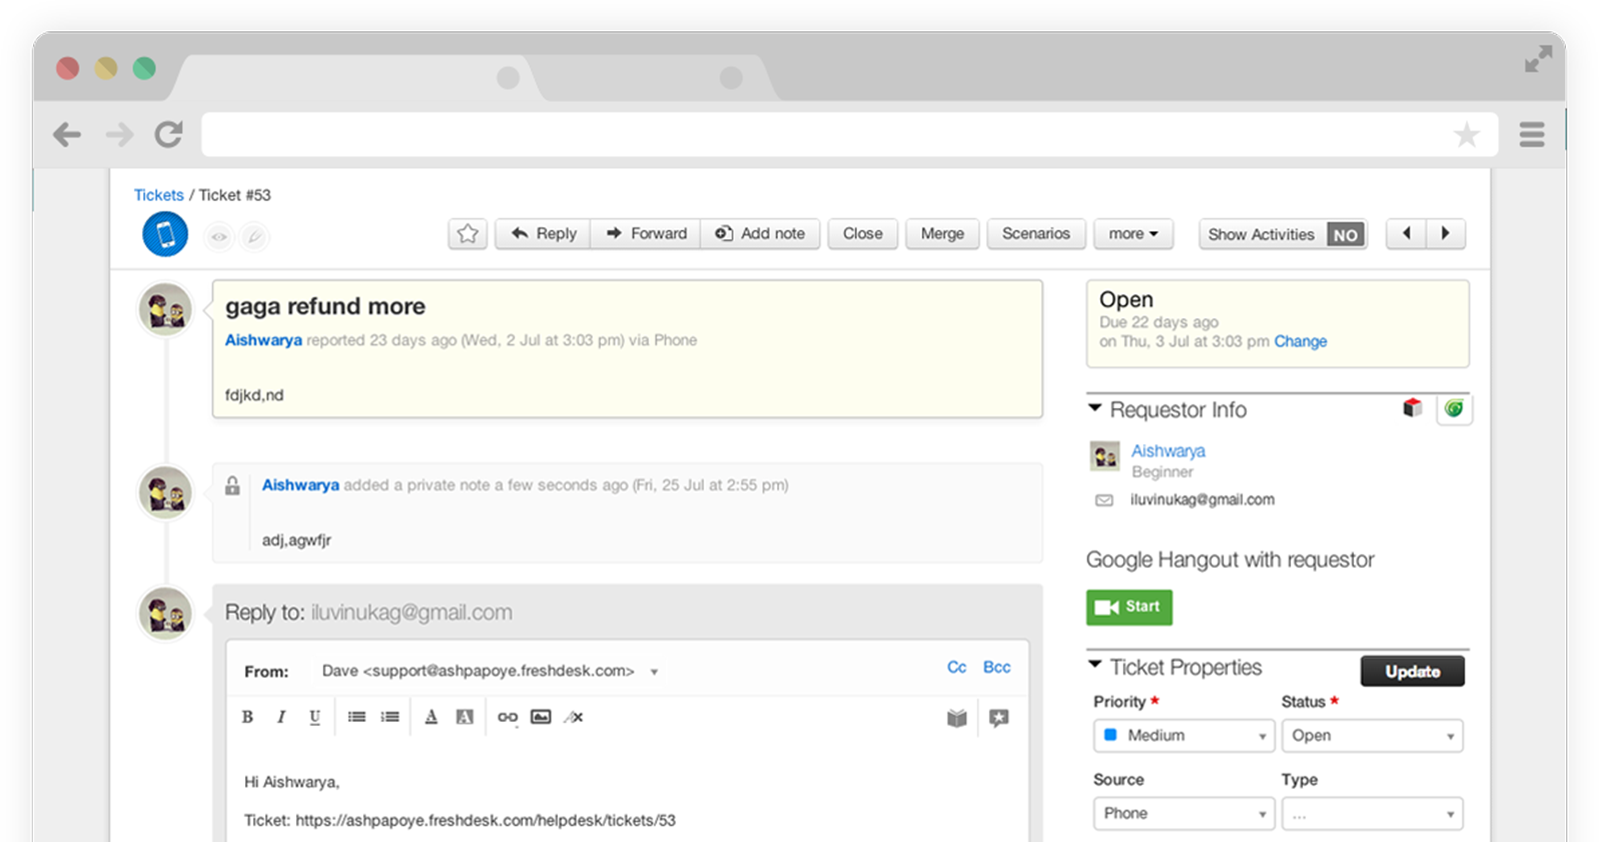 Tickets / Ticket #53
Reply Forward Add note Close Merge Scenarios more Show Activities NO
gaga refund more
Aishwarya reported 23 days ago (Wed, 2 Jul at 3:03 pm) via Phone
fdjkd,nd
Aishwarya added a private note a few seconds ago (Fri, 25 Jul at 2:55 pm)
adj,agwfjr
Reply to: iluvinukag@gmail.com
From: Dave <support@ashpapoye.freshdesk.com> Cc Bcc
B I U A A
Hi Aishwarya,
Ticket: https://ashpapoye.freshdesk.com/helpdesk/tickets/53
Open
Due 22 days ago
on Thu, 3 Jul at 3:03 pm Change
Requestor Info
Aishwarya
Beginner
iluvinukag@gmail.com
Google Hangout with requestor
Start
Ticket Properties Update
Priority * Status *
Medium Open
Source Type
Phone ...